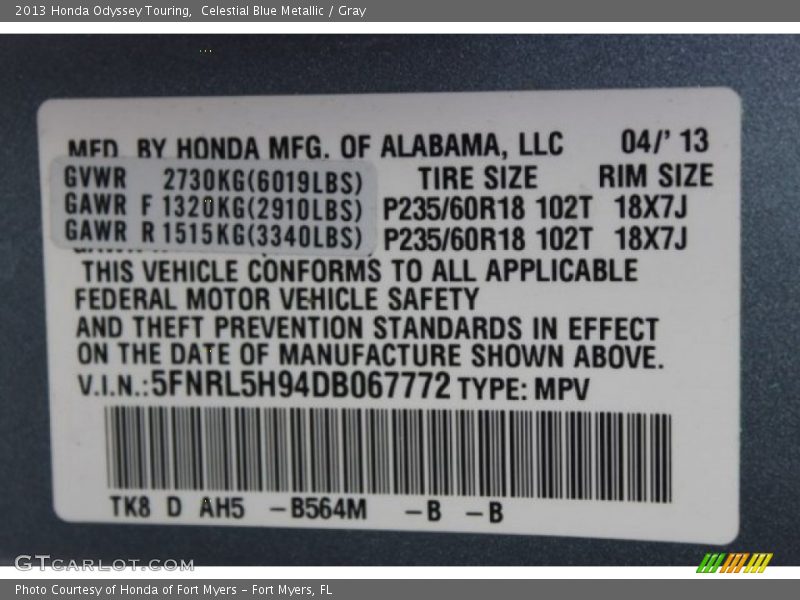 2013 Honda Odyssey Touring,  Celestial Blue Metallic / Gray
MFD. BY HONDA MFG. OF ALABAMA, LLC 04/' 13
GVWR 2730KG(6019LBS) TIRE SIZE RIM SIZE
GAWR F 1320KG(2910LBS) P235/60R18 102T 18X7J
GAWR R 1515KG(3340LBS) P235/60R18 102T 18X7J
THIS VEHICLE CONFORMS TO ALL APPLICABLE
FEDERAL MOTOR VEHICLE SAFETY
AND THEFT PREVENTION STANDARDS IN EFFECT
ON THE DATE OF MANUFACTURE SHOWN ABOVE.
V.I.N.:5FNRL5H94DB067772 TYPE: MPV
TK8 D AH5 -B564M -B -B
GTcarlot.com
Photo Courtesy of Honda of Fort Myers - Fort Myers, FL